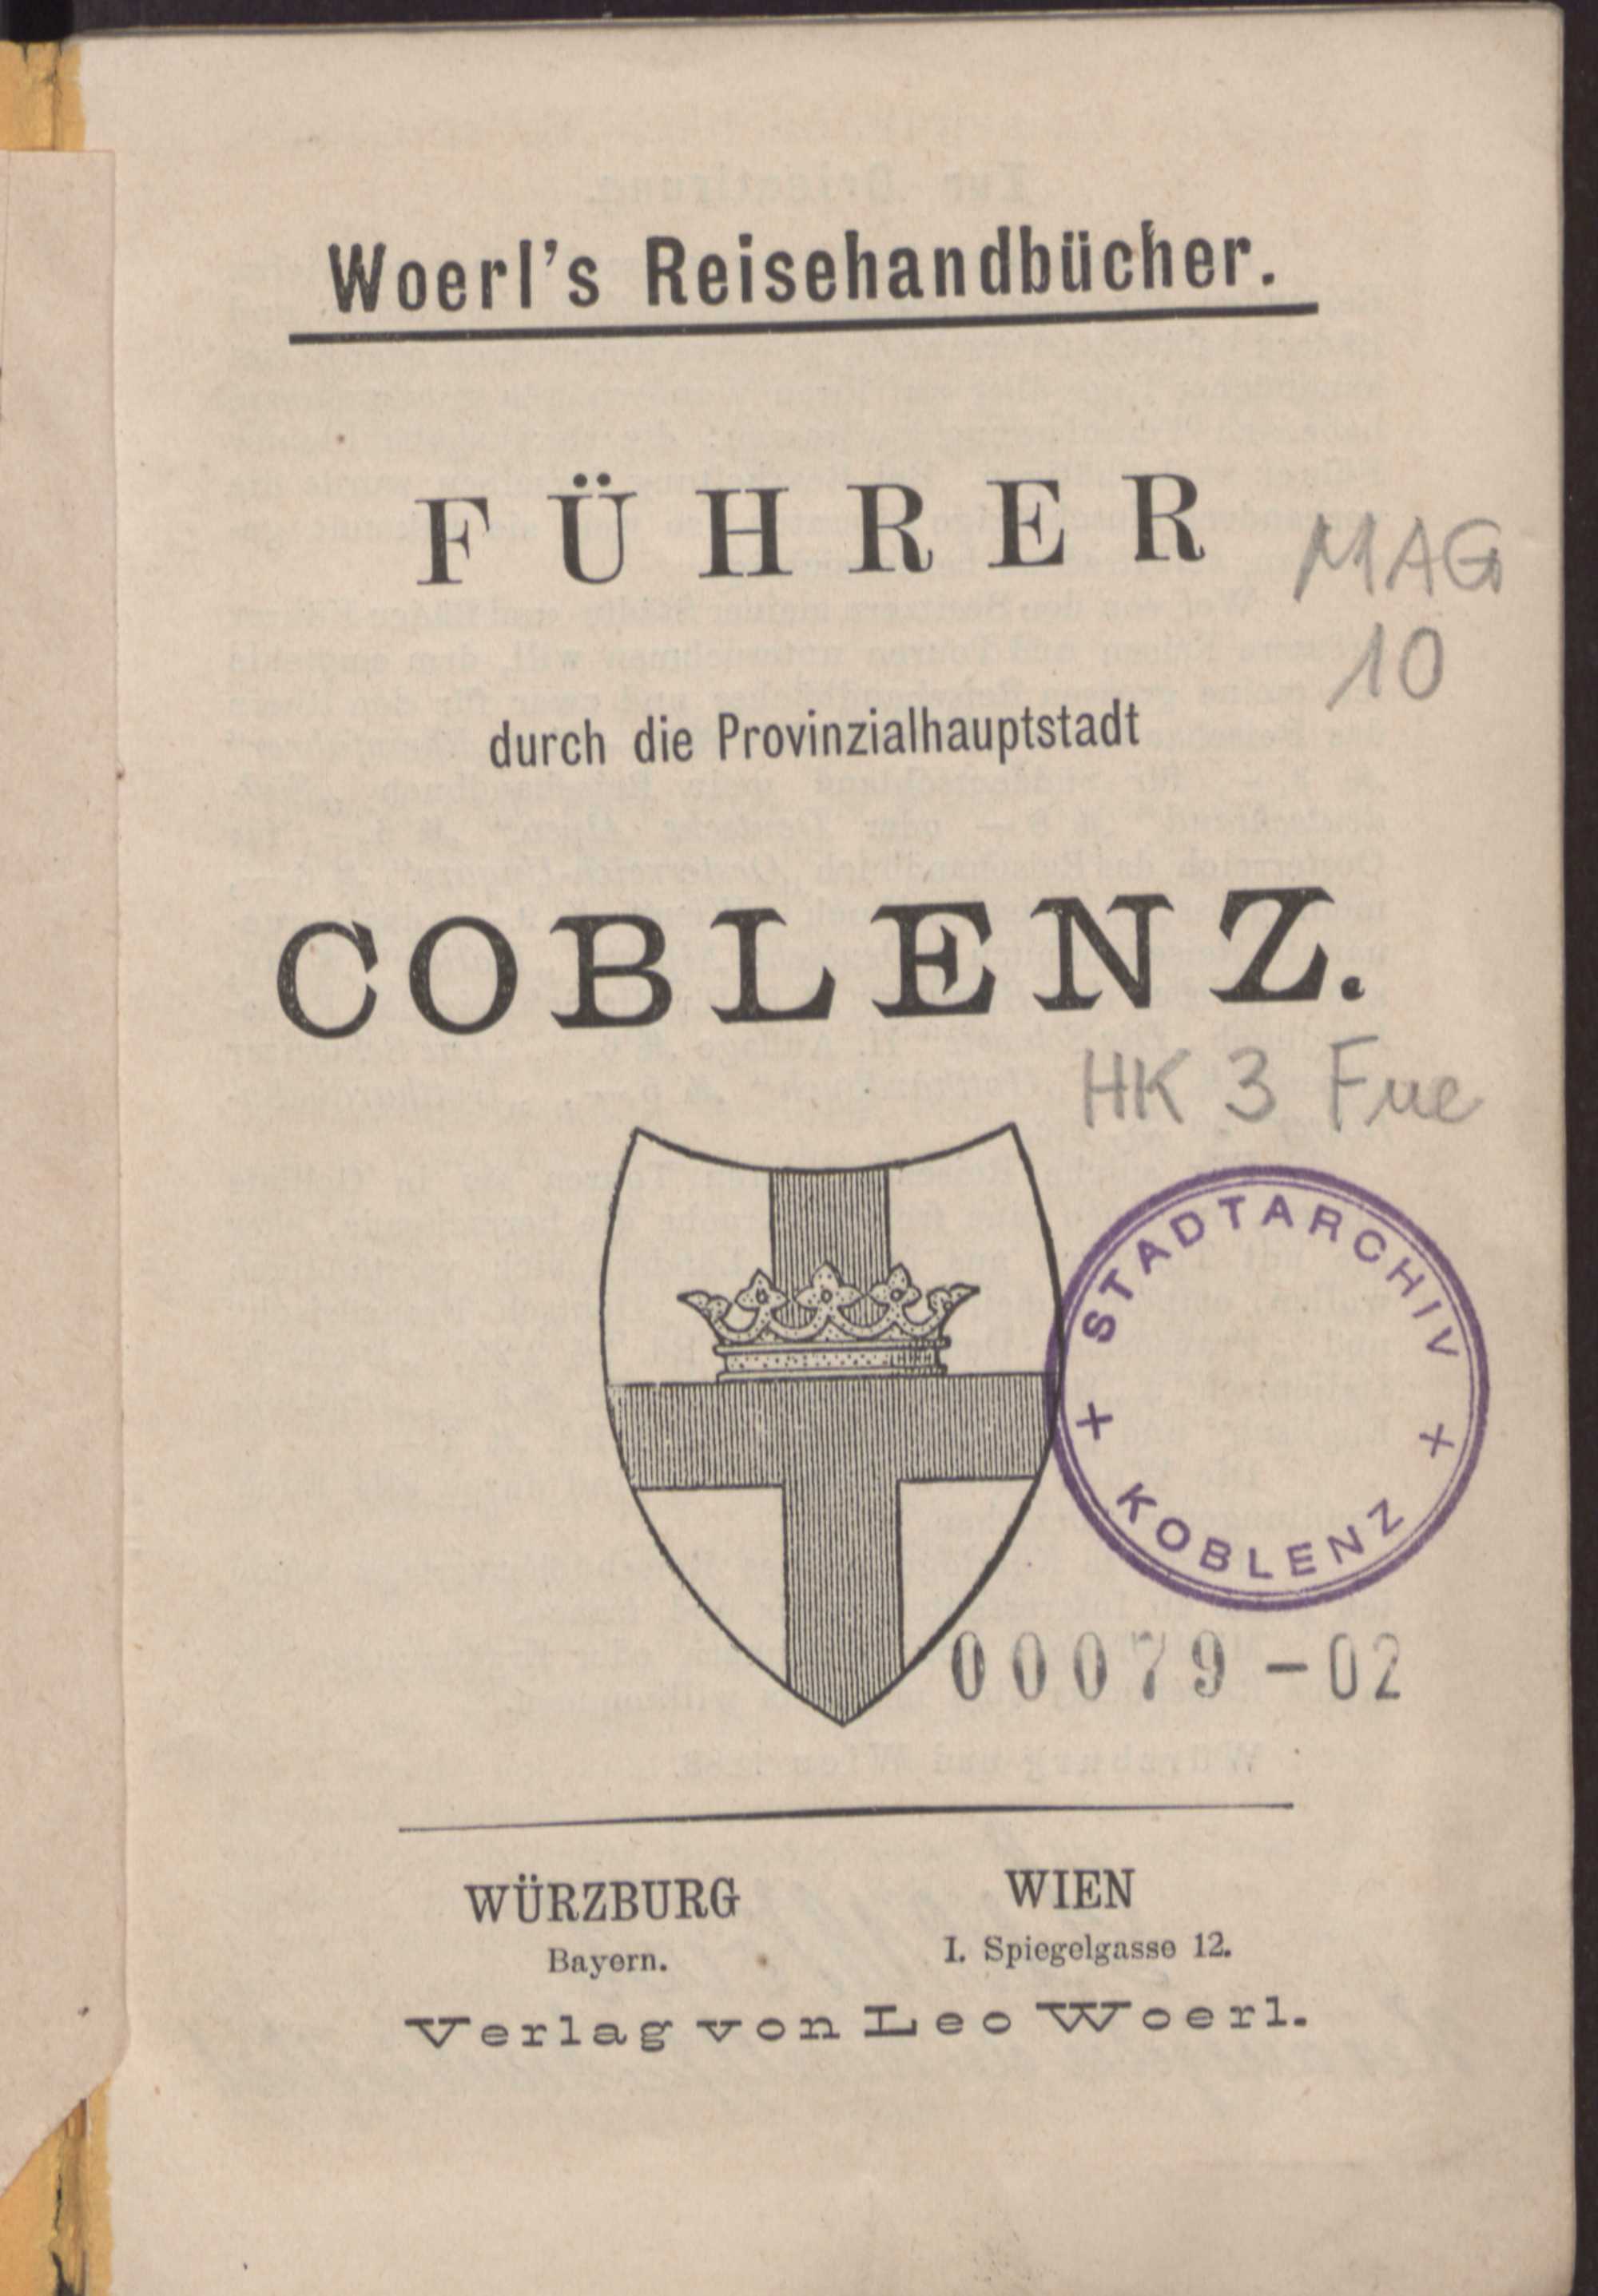 Woerl's Reisehandbücher.
FÜHRER
MAG
10
durch die Provinzialhauptstadt
COBLENZ.
HK 3 Fue
STADTARCHIV
+ +
KOBLENZ
00079-02
WÜRZBURG
Bayern.
WIEN
I. Spiegelgasse 12.
Verlag von Leo Woerl.